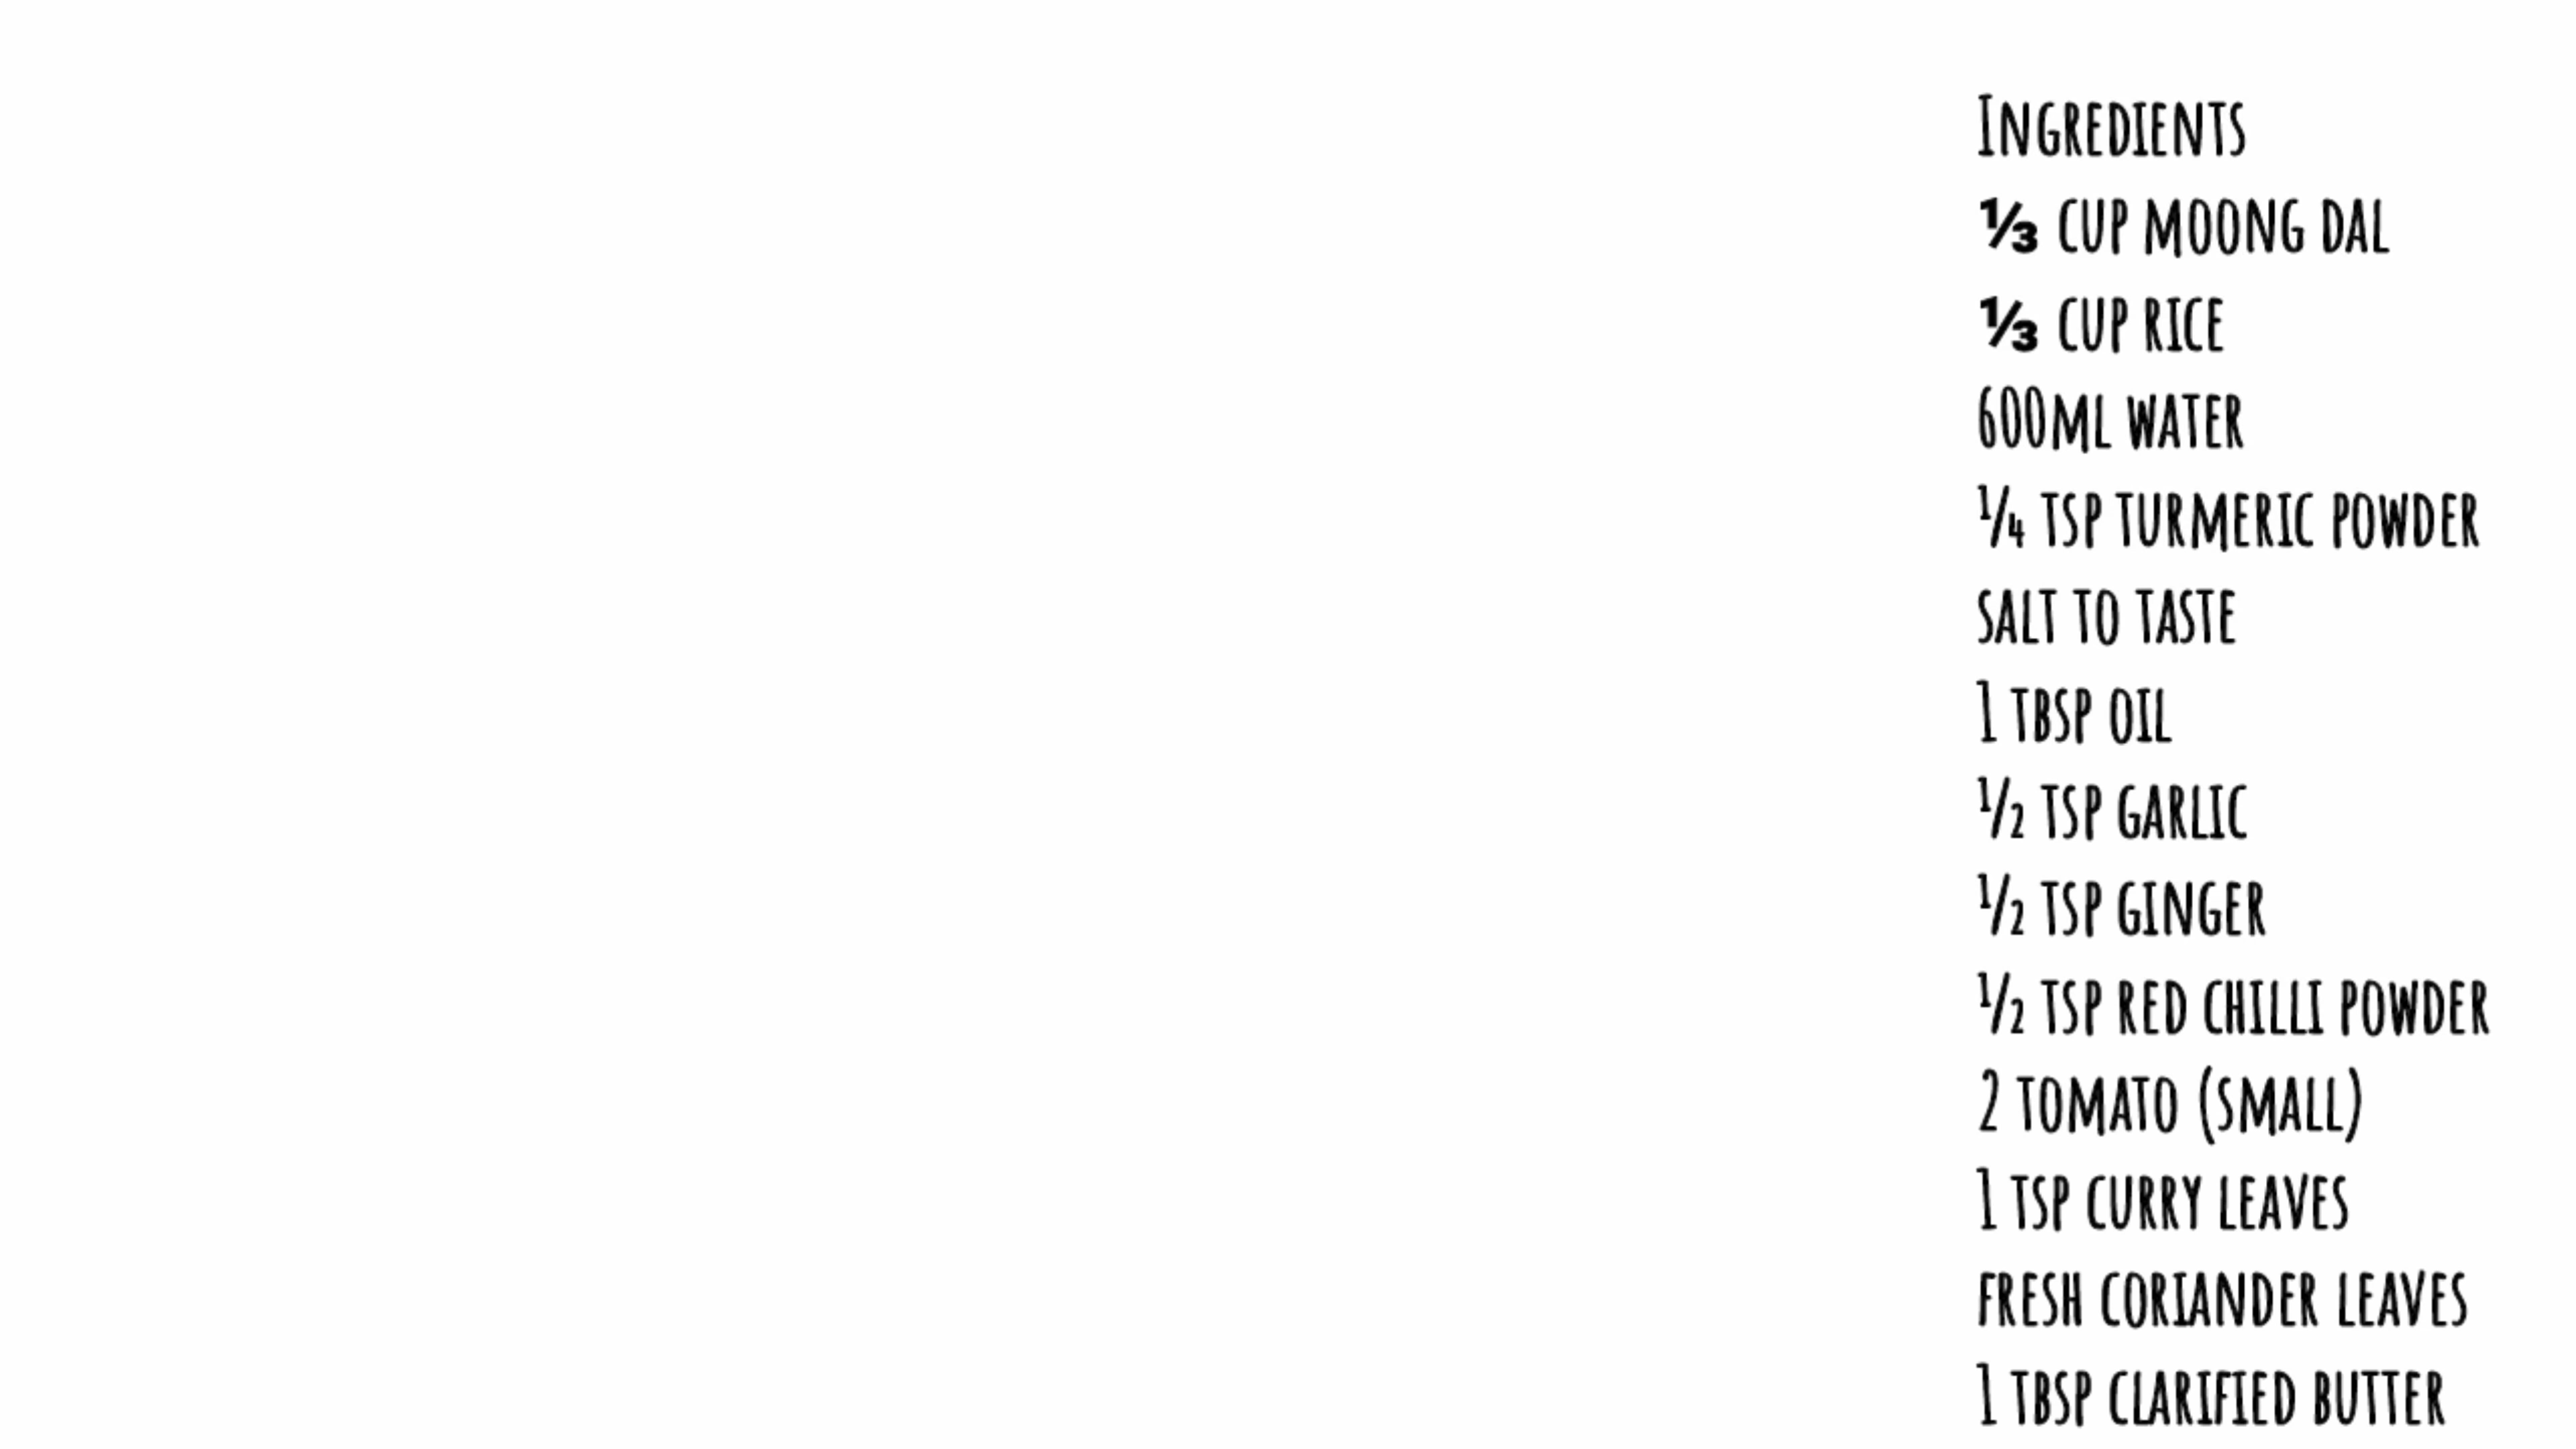 Ingredients
⅓ cup moong dal
⅓ cup rice
600ml water
¼ tsp turmeric powder
salt to taste
1 tbsp oil
½ tsp garlic
½ tsp ginger
½ tsp red chilli powder
2 tomato (small)
1 tsp curry leaves
fresh coriander leaves
1 tbsp clarified butter